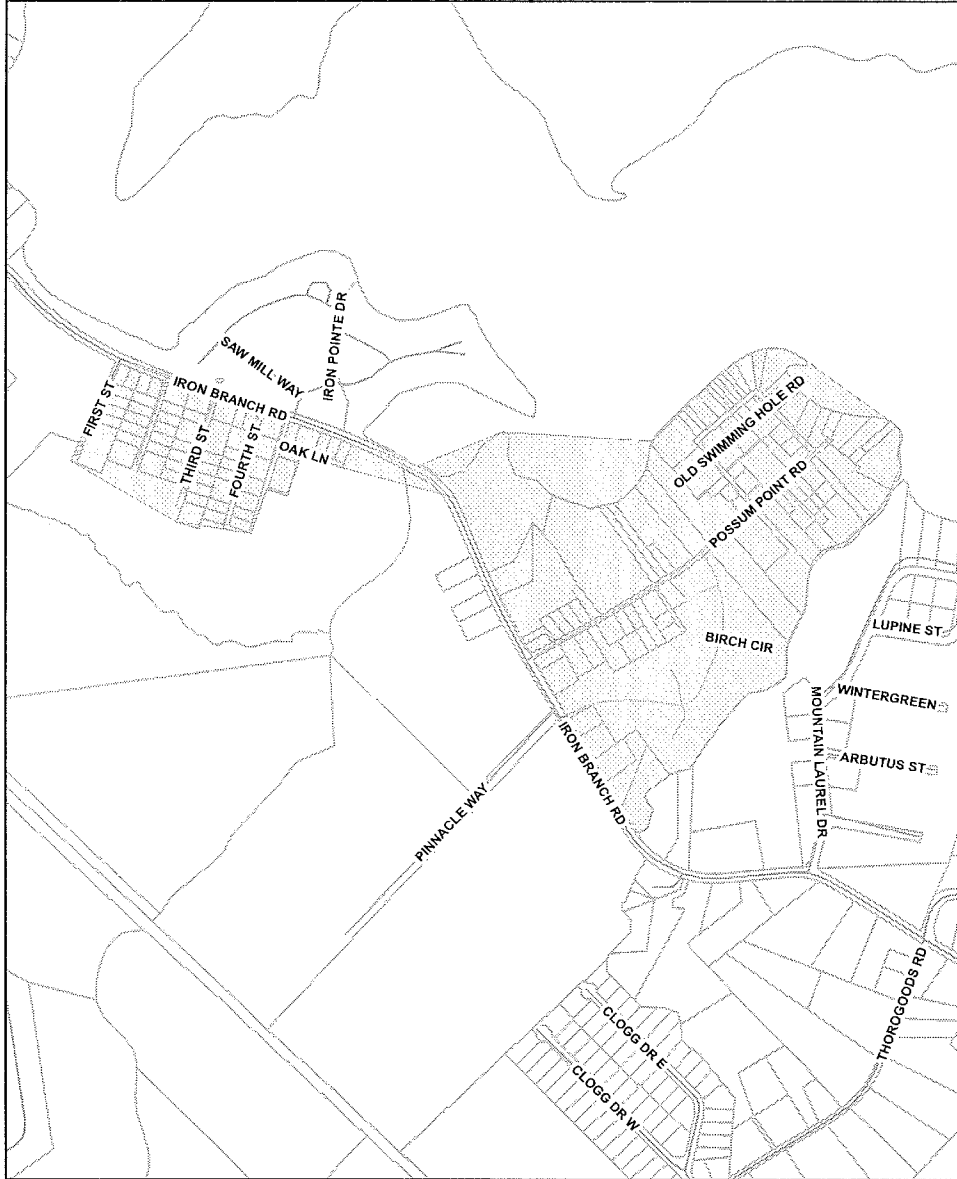 IRON POINTE DR
SAW MILL WAY
IRON BRANCH RD
FIRST ST
THIRD ST
FOURTH ST
OAK LN
OLD SWIMMING HOLE RD
POSSUM POINT RD
BIRCH CIR
LUPINE ST
WINTERGREEN
MOUNTAIN LAUREL DR
ARBUTUS ST
IRON BRANCH RD
PINNACLE WAY
THOROGOODS RD
CLOGG DR E
CLOGG DR W